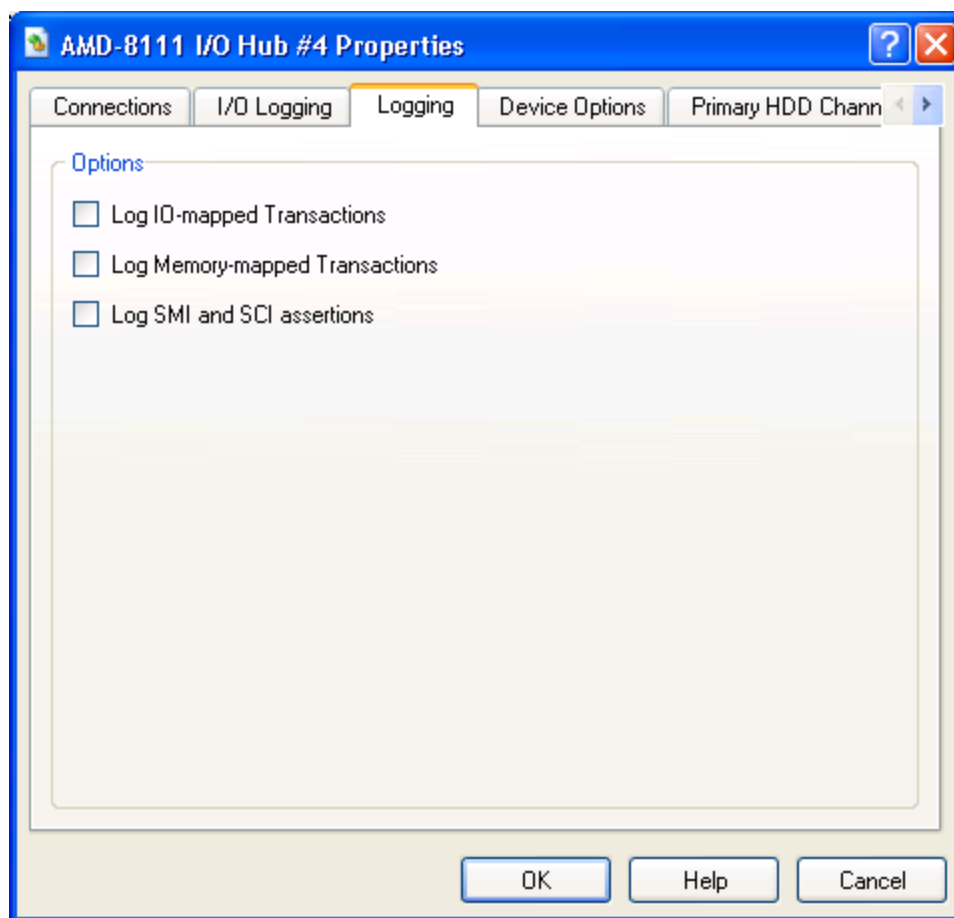 AMD-8111 I/O Hub #4 Properties
Connections I/O Logging Logging Device Options Primary HDD Chann
Options
Log IO-mapped Transactions
Log Memory-mapped Transactions
Log SMI and SCI assertions
OK Help Cancel